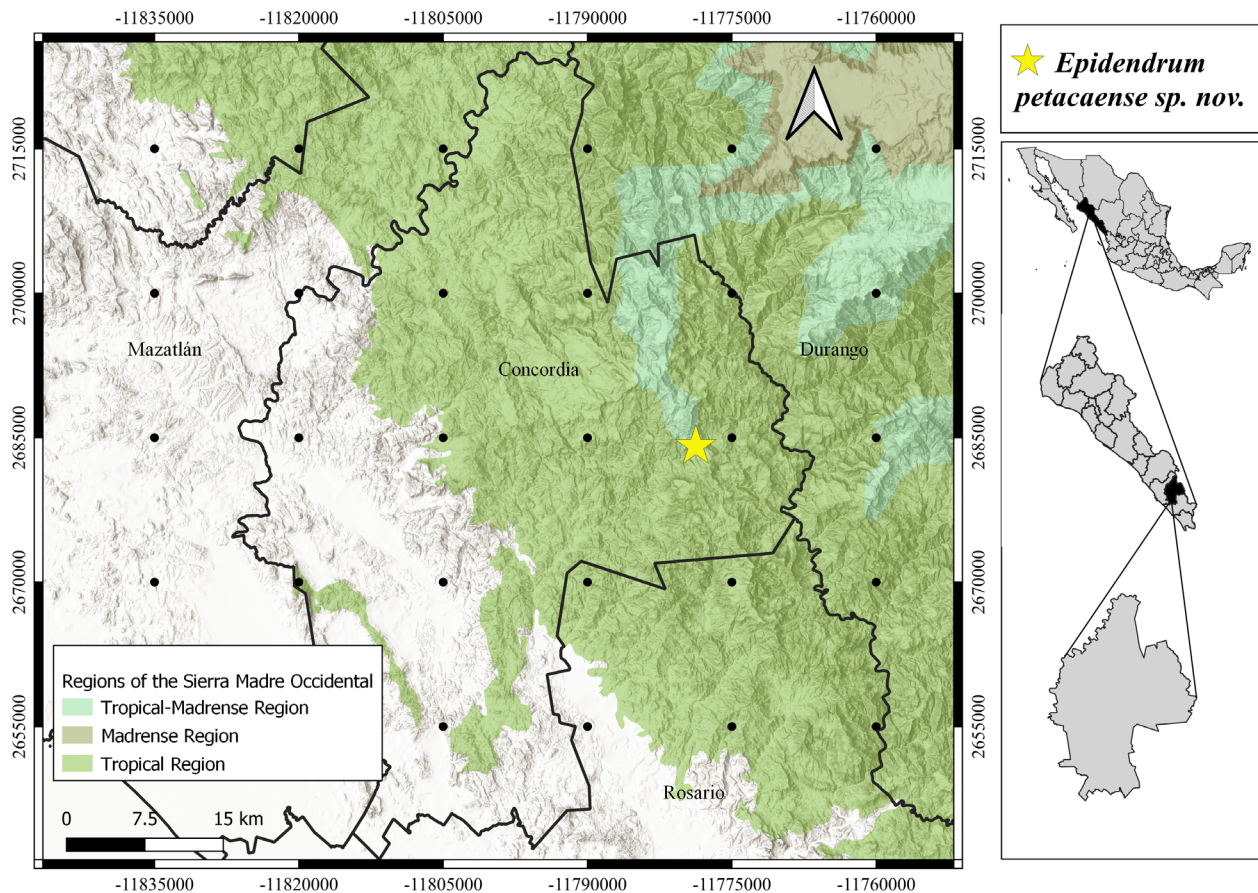 -11835000 -11820000 -11805000 -11790000 -11775000 -11760000
Epidendrum
petacaense sp. nov.
2715000
2715000
2700000
2700000
Mazatlán
Concordia
Durango
2685000
2685000
2670000
2670000
Regions of the Sierra Madre Occidental
Tropical-Madrense Region
Madrense Region
Tropical Region
2655000
2655000
Rosario
0 7.5 15 km
-11835000 -11820000 -11805000 -11790000 -11775000 -11760000